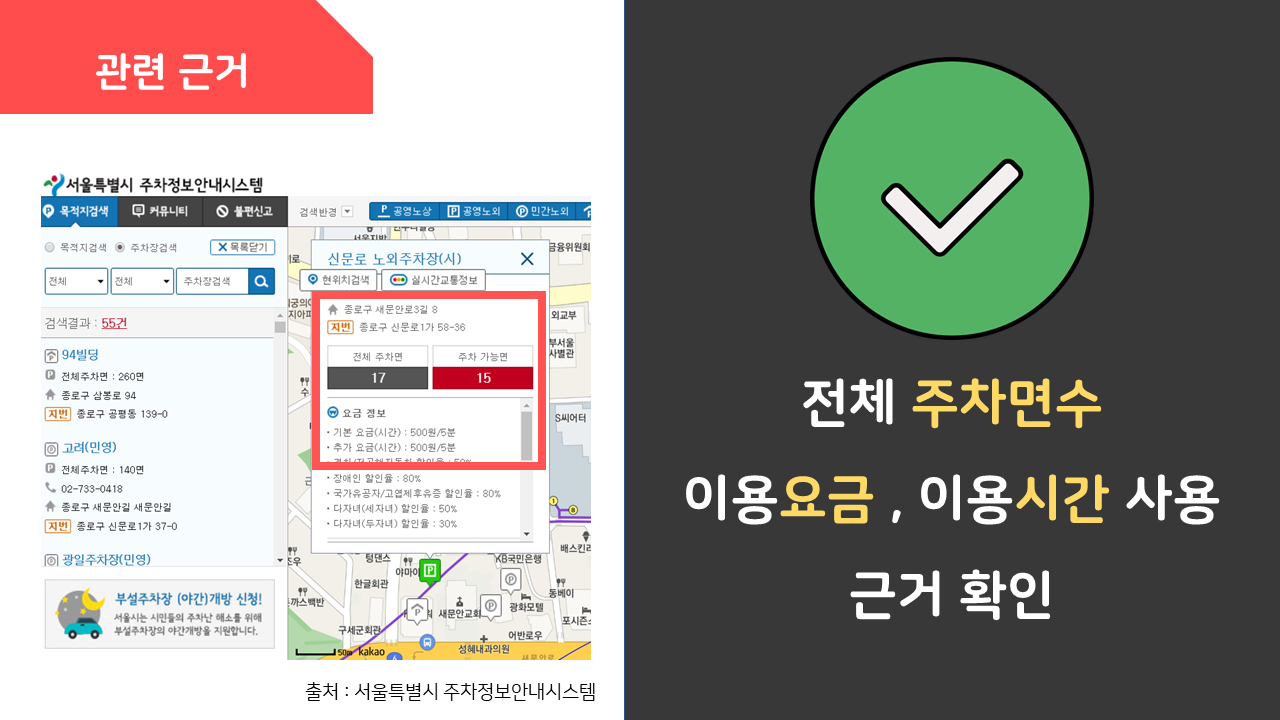 관련 근거
서울특별시 주차정보안내시스템
목적지검색 커뮤니티 불편신고
검색반경 공영노상 공영노외 민간노외
목적지검색 주차장검색 목록닫기
전체 전체 주차장검색
검색결과 : 55건
94빌딩
전체주차면 : 260면
종로구 삼봉로 94
지번 종로구 공평동 139-0
고려(민영)
전체주차면 : 140면
02-733-0418
종로구 새문안길 새문안길
지번 종로구 신문로1가 37-0
광일주차장(민영)
부설주차장 (야간)개방 신청!
서울시는 시민들의 주차난 해소를 위해
부설주차장의 야간개방을 지원합니다.
신문로 노외주차장(시)
현위치검색 실시간교통정보
종로구 새문안로3길 8
지번 종로구 신문로1가 58-36
전체 주차면 주차 가능면
17 15
요금 정보
기본 요금(시간) : 500원/5분
추가 요금(시간) : 500원/5분
장애인 할인율 : 80%
국가유공자/고엽제후유증 할인율 : 80%
다자녀(세자녀) 할인율 : 50%
다자녀(두자녀) 할인율 : 30%
금융위원회
외교부
S씨어터
배스킨
KB국민은행
텅댄스
야마
한글회관
동베이
광화모텔
새문안교회
포시즌
구세군회관
어반로우
성혜내과의원
새문안로
50m kakao
출처 : 서울특별시 주차정보안내시스템
전체 주차면수
이용요금 , 이용시간 사용
근거 확인